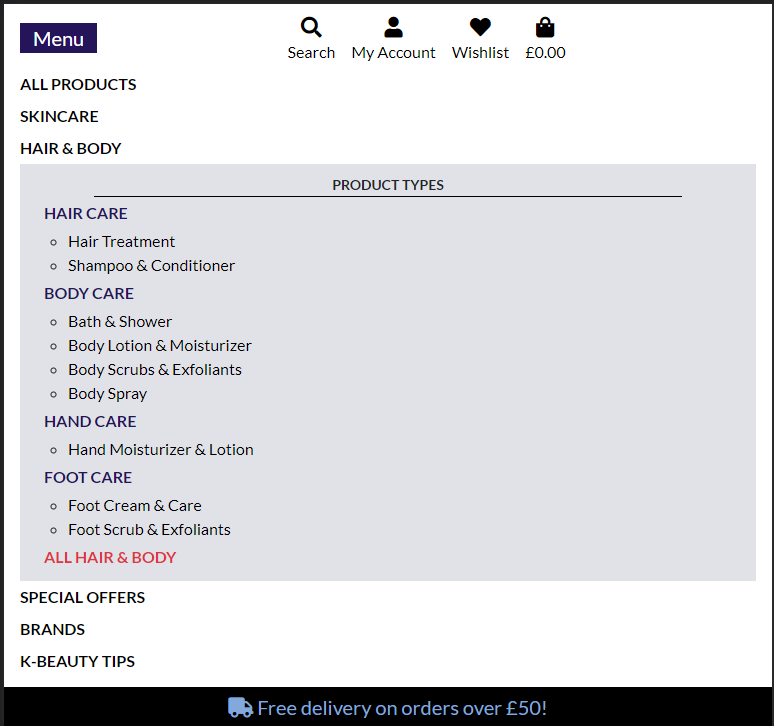 Menu
Search My Account Wishlist £0.00
ALL PRODUCTS
SKINCARE
HAIR & BODY
PRODUCT TYPES
HAIR CARE
Hair Treatment
Shampoo & Conditioner
BODY CARE
Bath & Shower
Body Lotion & Moisturizer
Body Scrubs & Exfoliants
Body Spray
HAND CARE
Hand Moisturizer & Lotion
FOOT CARE
Foot Cream & Care
Foot Scrub & Exfoliants
ALL HAIR & BODY
SPECIAL OFFERS
BRANDS
K-BEAUTY TIPS
Free delivery on orders over £50!